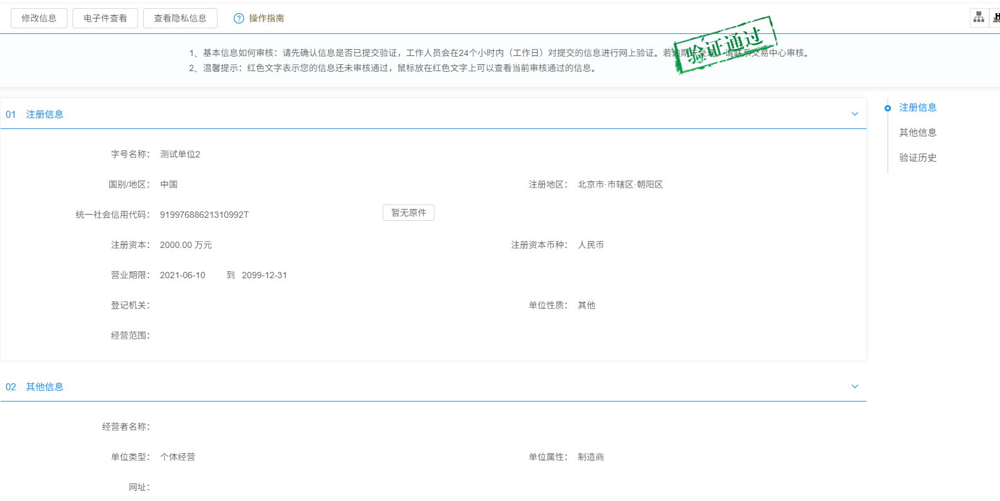 修改信息 电子件查看 查看隐私信息 ? 操作指南
验证通过
1、基本信息如何审核：请先确认信息是否已提交验证，工作人员会在24个小时内（工作日）对提交的信息进行网上验证。若逾期未处理，请联系交易中心审核。
2、温馨提示：红色文字表示您的信息还未审核通过，鼠标放在红色文字上可以查看当前审核通过的信息。
01 注册信息
字号名称： 测试单位2
国别/地区： 中国 注册地区： 北京市·市辖区·朝阳区
统一社会信用代码： 91997688621310992T 暂无原件
注册资本： 2000.00 万元 注册资本币种： 人民币
营业期限： 2021-06-10 到 2099-12-31
登记机关： 单位性质： 其他
经营范围：
02 其他信息
经营者名称：
单位类型： 个体经营 单位属性： 制造商
网址：
注册信息
其他信息
验证历史